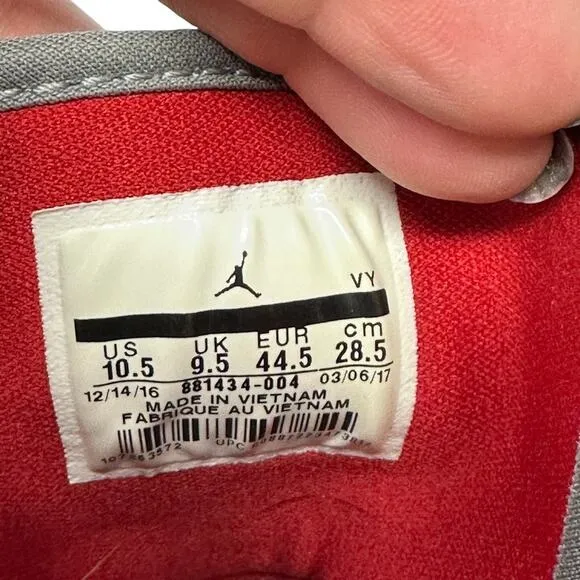 VY
US UK EUR cm
10.5 9.5 44.5 28.5
12/14/16 881434-004 03/06/17
MADE IN VIETNAM
FABRIQUE AU VIETNAM
UPC